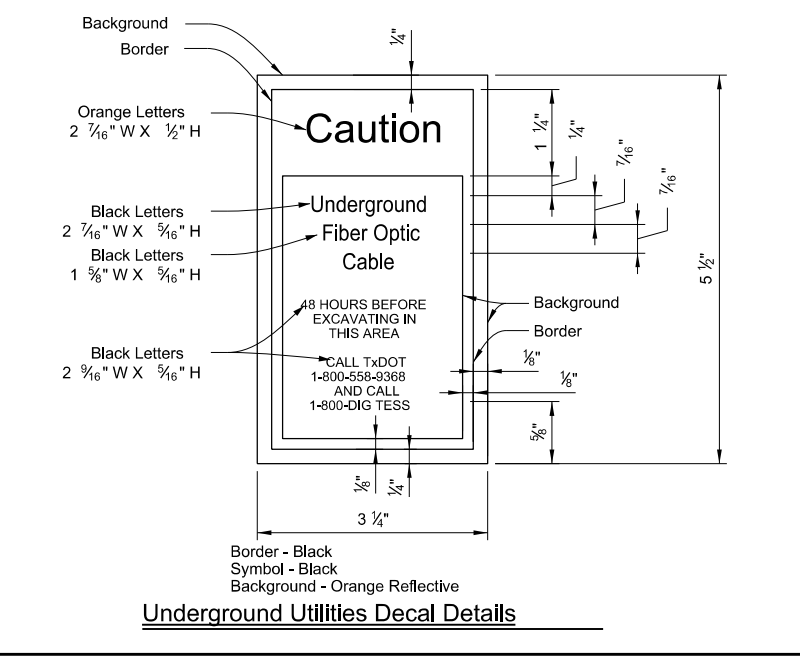 Background
Border
1/4"
Orange Letters
2 7/16" W X 1/2" H
Caution
1 1/4"
1/4"
7/16"
7/16"
Black Letters
2 7/16" W X 5/16" H
Black Letters
1 5/8" W X 5/16" H
Underground
Fiber Optic
Cable
5 1/2"
48 HOURS BEFORE
EXCAVATING IN
THIS AREA
Background
Border
Black Letters
2 9/16" W X 5/16" H
CALL TxDOT
1-800-558-9368
AND CALL
1-800-DIG TESS
1/8"
1/8"
5/8"
1/8"
1/4"
3 1/4"
Border - Black
Symbol - Black
Background - Orange Reflective
Underground Utilities Decal Details